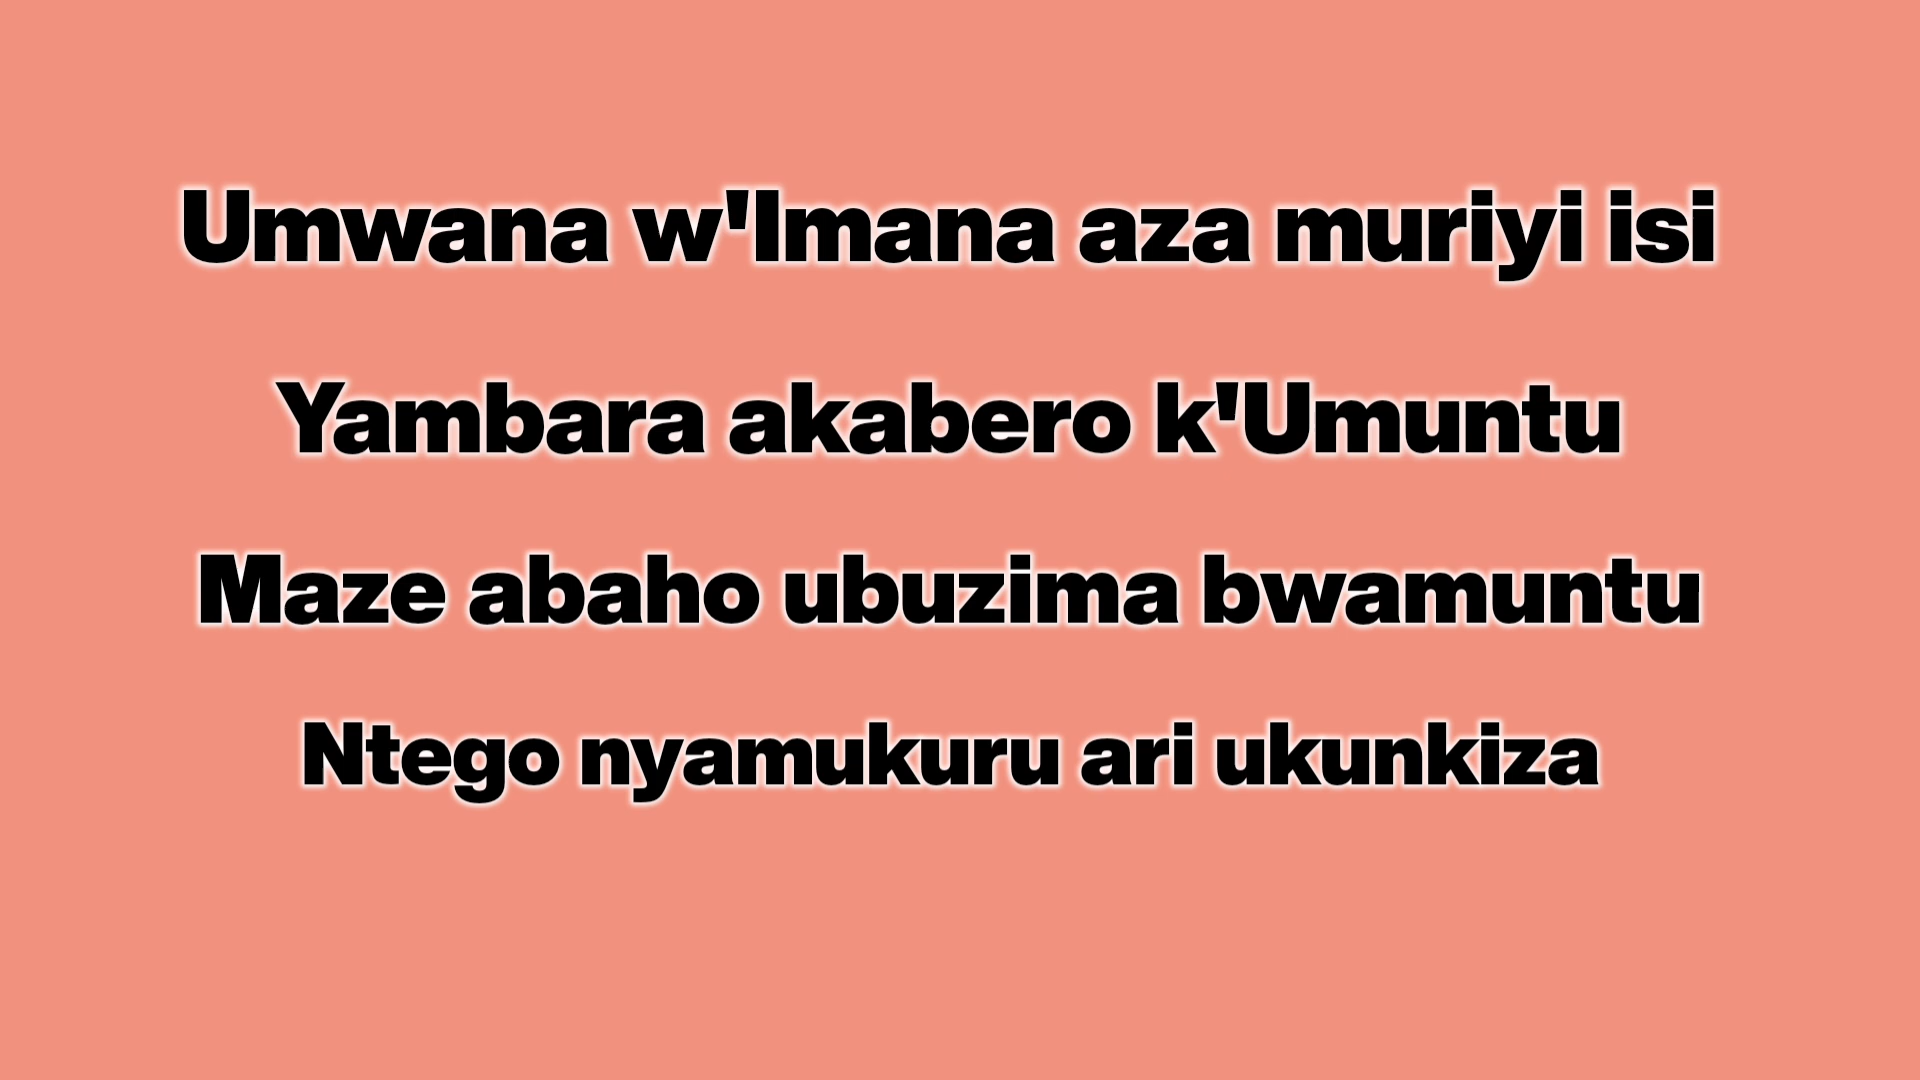 Umwana w'Imana aza muriyi isi
Yambara akabero k'Umuntu
Maze abaho ubuzima bwamuntu
Ntego nyamukuru ari ukunkiza